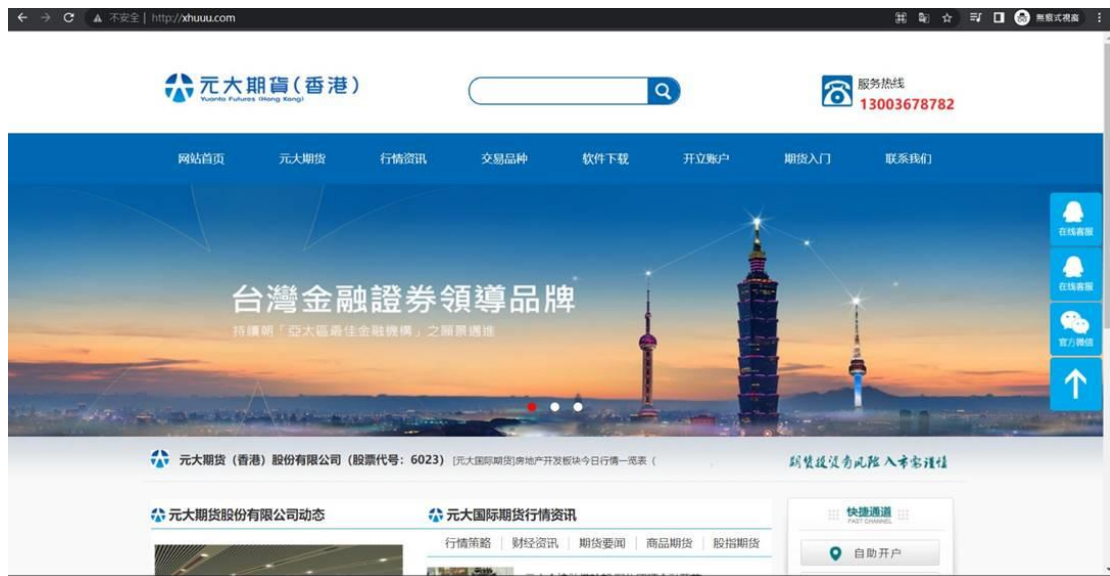 不安全 | http://xhuuu.com
無痕式視窗
元大期貨(香港)
Yuanta Futures (Hong Kong)
服务热线
13003678782
网站首页 元大期货 行情资讯 交易品种 软件下载 开立账户 期货入门 联系我们
在线客服
在线客服
官方微信
台灣金融證券領導品牌
持續朝「亞太區最佳金融機構」之願景邁進
元大期货（香港）股份有限公司（股票代号：6023） [元大国际期货]房地产开发板块今日行情一览表（
期货投资有风险 入市需谨慎
元大期货股份有限公司动态
元大国际期货行情资讯
快捷通道
FAST CHANNEL
行情策略 | 财经资讯 | 期货要闻 | 商品期货 | 股指期货
自助开户